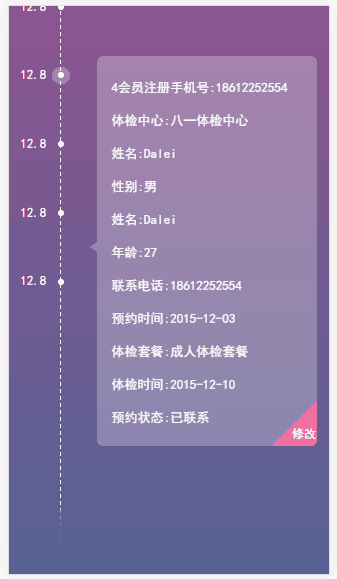 12.8
12.8
4会员注册手机号:18612252554
体检中心:八一体检中心
12.8
姓名:Dalei
性别:男
12.8
姓名:Dalei
年龄:27
12.8
联系电话:18612252554
预约时间:2015-12-03
体检套餐:成人体检套餐
体检时间:2015-12-10
预约状态:已联系
修改